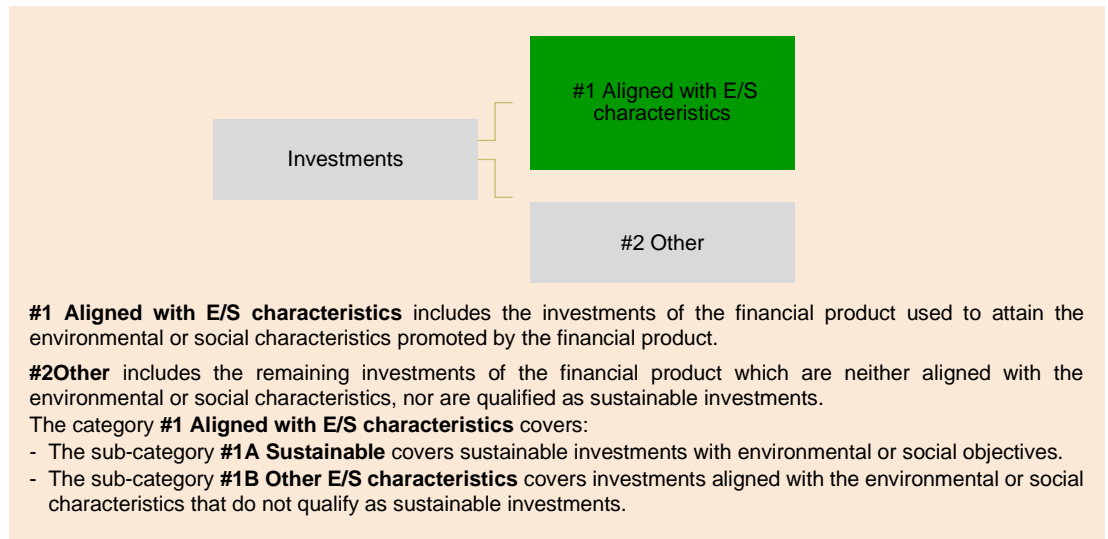 #1 Aligned with E/S
characteristics
Investments
#2 Other
#1 Aligned with E/S characteristics includes the investments of the financial product used to attain the
environmental or social characteristics promoted by the financial product.
#2Other includes the remaining investments of the financial product which are neither aligned with the
environmental or social characteristics, nor are qualified as sustainable investments.
The category #1 Aligned with E/S characteristics covers:
- The sub-category #1A Sustainable covers sustainable investments with environmental or social objectives.
- The sub-category #1B Other E/S characteristics covers investments aligned with the environmental or social
characteristics that do not qualify as sustainable investments.